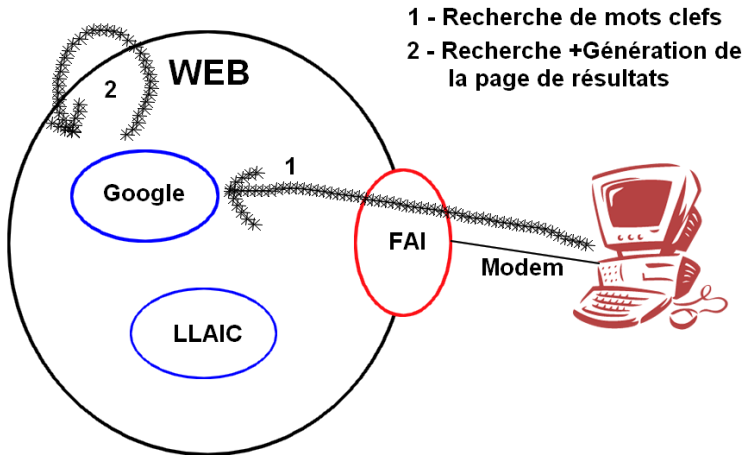 1 - Recherche de mots clefs
2 - Recherche +Génération de
la page de résultats
WEB
2
1
Google
FAI
Modem
LLAIC